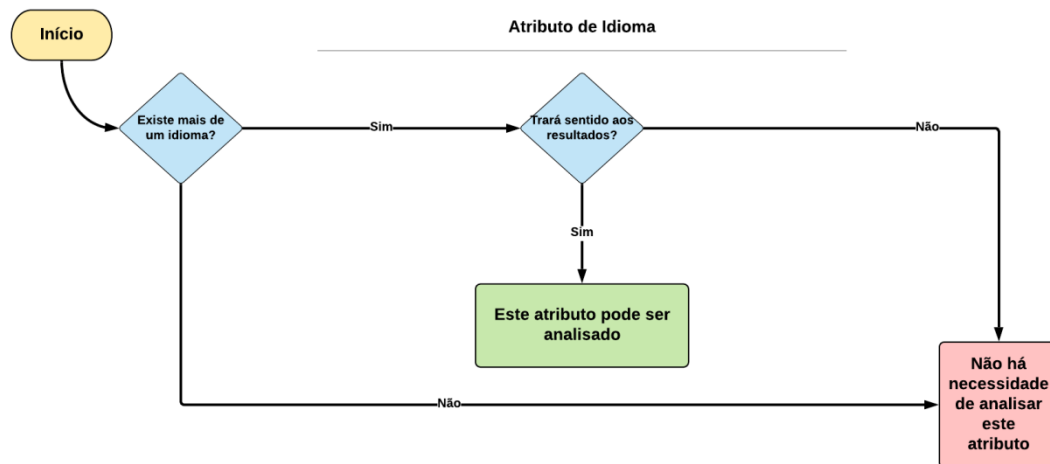 Início
Atributo de Idioma
Existe mais de
um idioma?
Sim
Trará sentido aos
resultados?
Não
Sim
Este atributo pode ser
analisado
Não
Não há
necessidade
de analisar
este
atributo